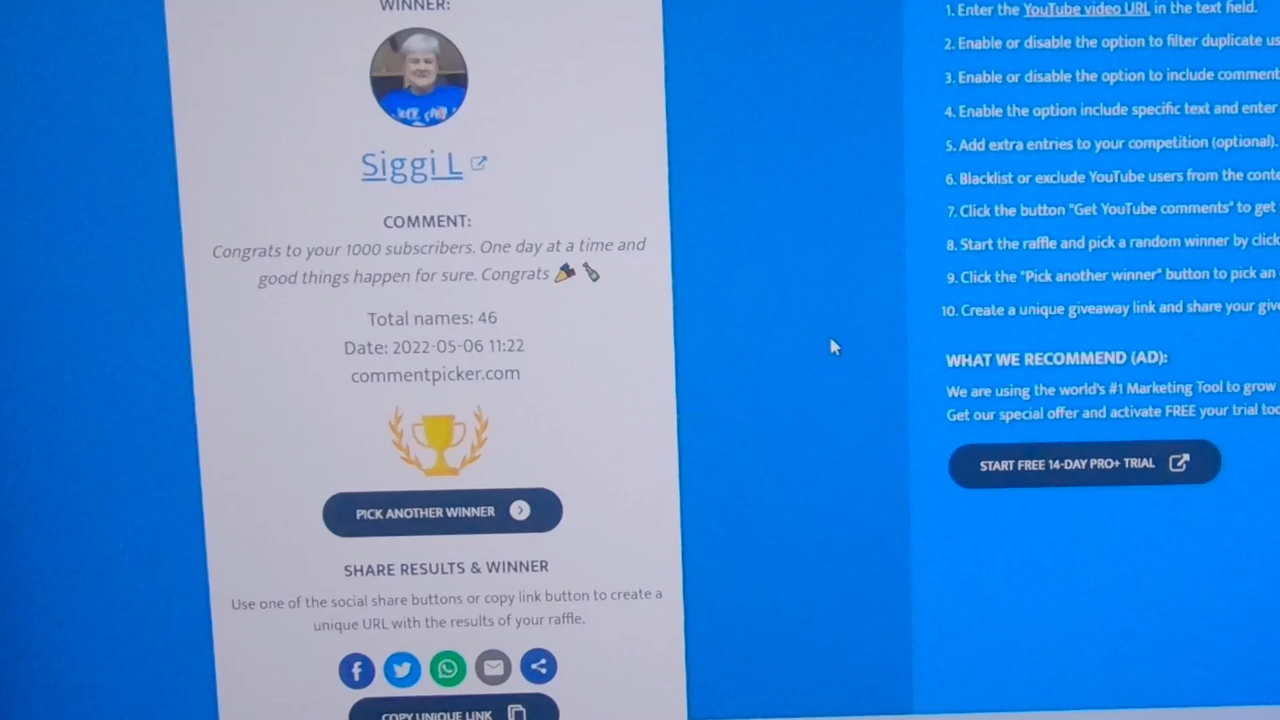 WINNER:
Siggi L
COMMENT:
Congrats to your 1000 subscribers. One day at a time and
good things happen for sure. Congrats 🎉 🍾
Total names: 46
Date: 2022-05-06 11:22
commentpicker.com
PICK ANOTHER WINNER
SHARE RESULTS & WINNER
Use one of the social share buttons or copy link button to create a
unique URL with the results of your raffle.
COPY UNIQUE LINK
1. Enter the YouTube video URL in the text field.
2. Enable or disable the option to filter duplicate us
3. Enable or disable the option to include comment
4. Enable the option include specific text and enter
5. Add extra entries to your competition (optional).
6. Blacklist or exclude YouTube users from the conte
7. Click the button "Get YouTube comments" to get
8. Start the raffle and pick a random winner by click
9. Click the "Pick another winner" button to pick an
10. Create a unique giveaway link and share your give
WHAT WE RECOMMEND (AD):
We are using the world's #1 Marketing Tool to grow
Get our special offer and activate FREE your trial too
START FREE 14-DAY PRO+ TRIAL